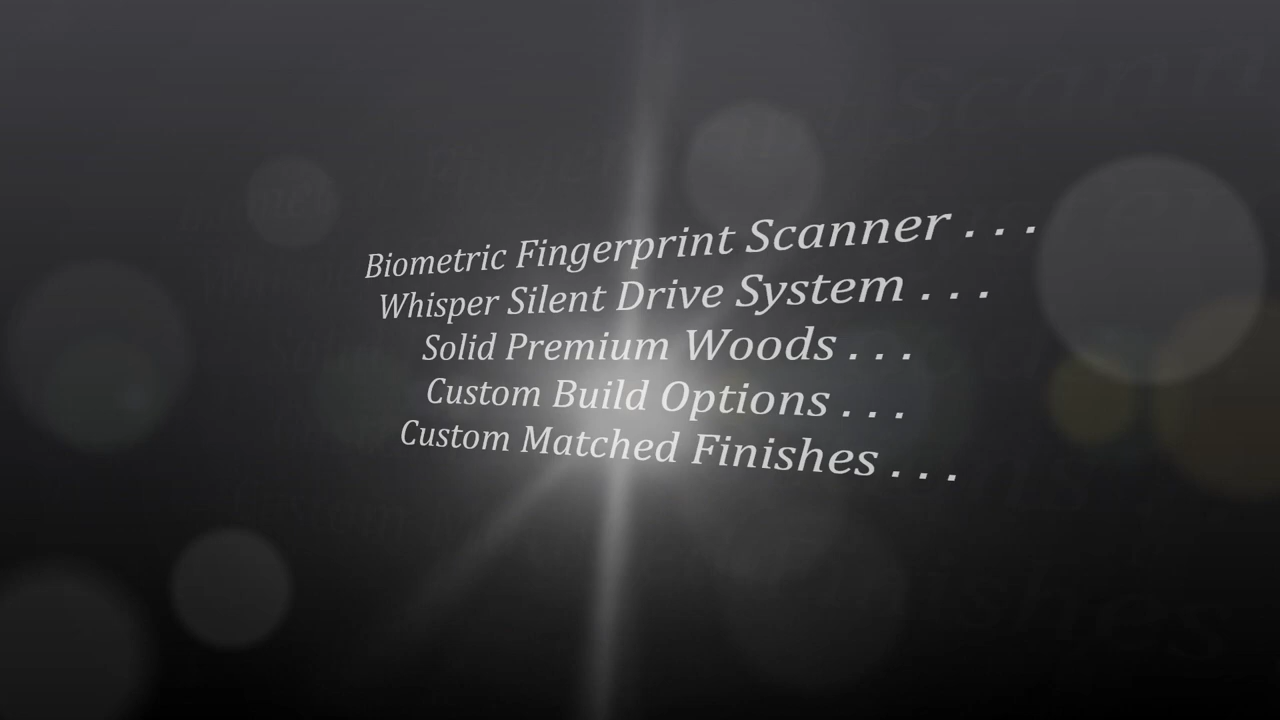 Biometric Fingerprint Scanner . . .
Whisper Silent Drive System . . .
Solid Premium Woods . . .
Custom Build Options . . .
Custom Matched Finishes . . .